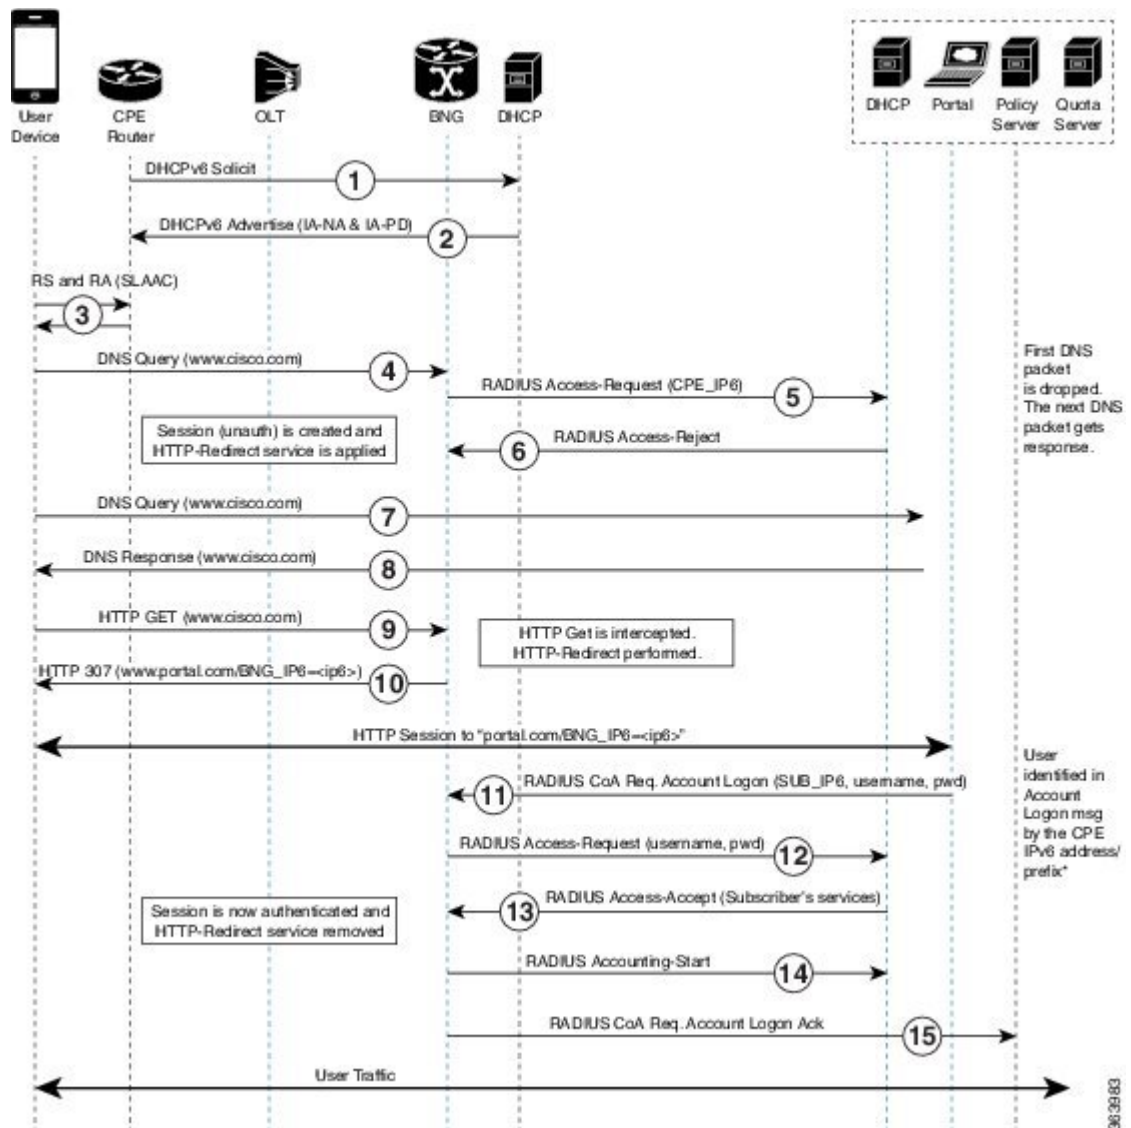 User
Device
CPE
Router
OLT
BNG
DHCP
DHCP
Portal
Policy
Server
Quota
Server
DHCPv6 Solicit
1
DHCPv6 Advertise (IA-NA & IA-PD)
2
RS and RA (SLAAC)
3
DNS Query (www.cisco.com)
4
RADIUS Access-Request (CPE_IP6)
5
First DNS
packet
is dropped.
The next DNS
packet gets
response.
Session (unauth) is created and
HTTP-Redirect service is applied
RADIUS Access-Reject
6
DNS Query (www.cisco.com)
7
DNS Response (www.cisco.com)
8
HTTP GET (www.cisco.com)
9
HTTP Get is intercepted.
HTTP-Redirect performed.
HTTP 307 (www.portal.com/BNG_IP6=<ip6>)
10
HTTP Session to “portal.com/BNG_IP6=<ip6>”
RADIUS CoA Req. Account Logon (SUB_IP6, username, pwd)
11
User
identified in
Account
Logon msg
by the CPE
IPv6 address/
prefix*
RADIUS Access-Request (username, pwd)
12
RADIUS Access-Accept (Subscriber's services)
13
Session is now authenticated and
HTTP-Redirect service removed
RADIUS Accounting-Start
14
RADIUS CoA Req. Account Logon Ack
15
User Traffic
363983